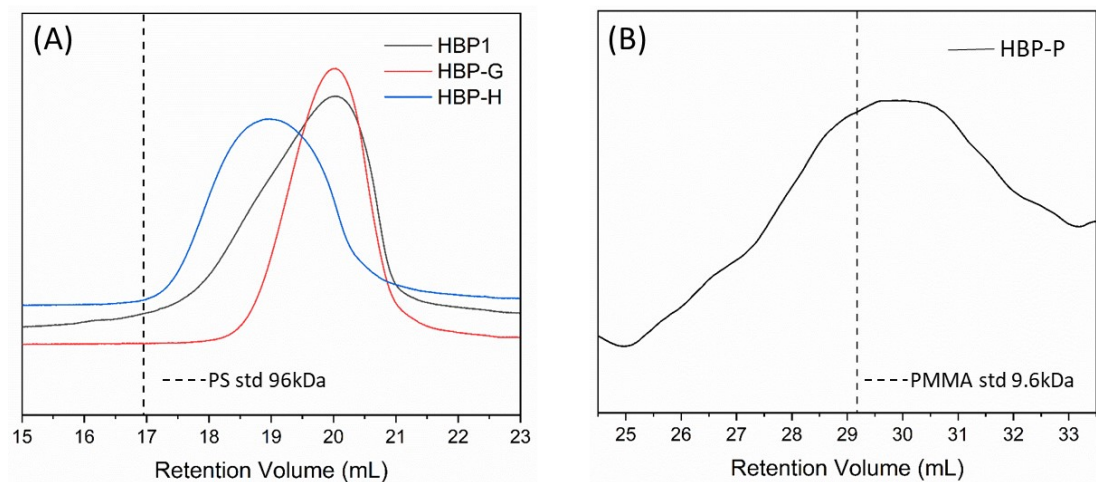 (A)
HBP1
HBP-G
HBP-H
PS std 96kDa
15 16 17 18 19 20 21 22 23
Retention Volume (mL)
(B)
HBP-P
PMMA std 9.6kDa
25 26 27 28 29 30 31 32 33
Retention Volume (mL)